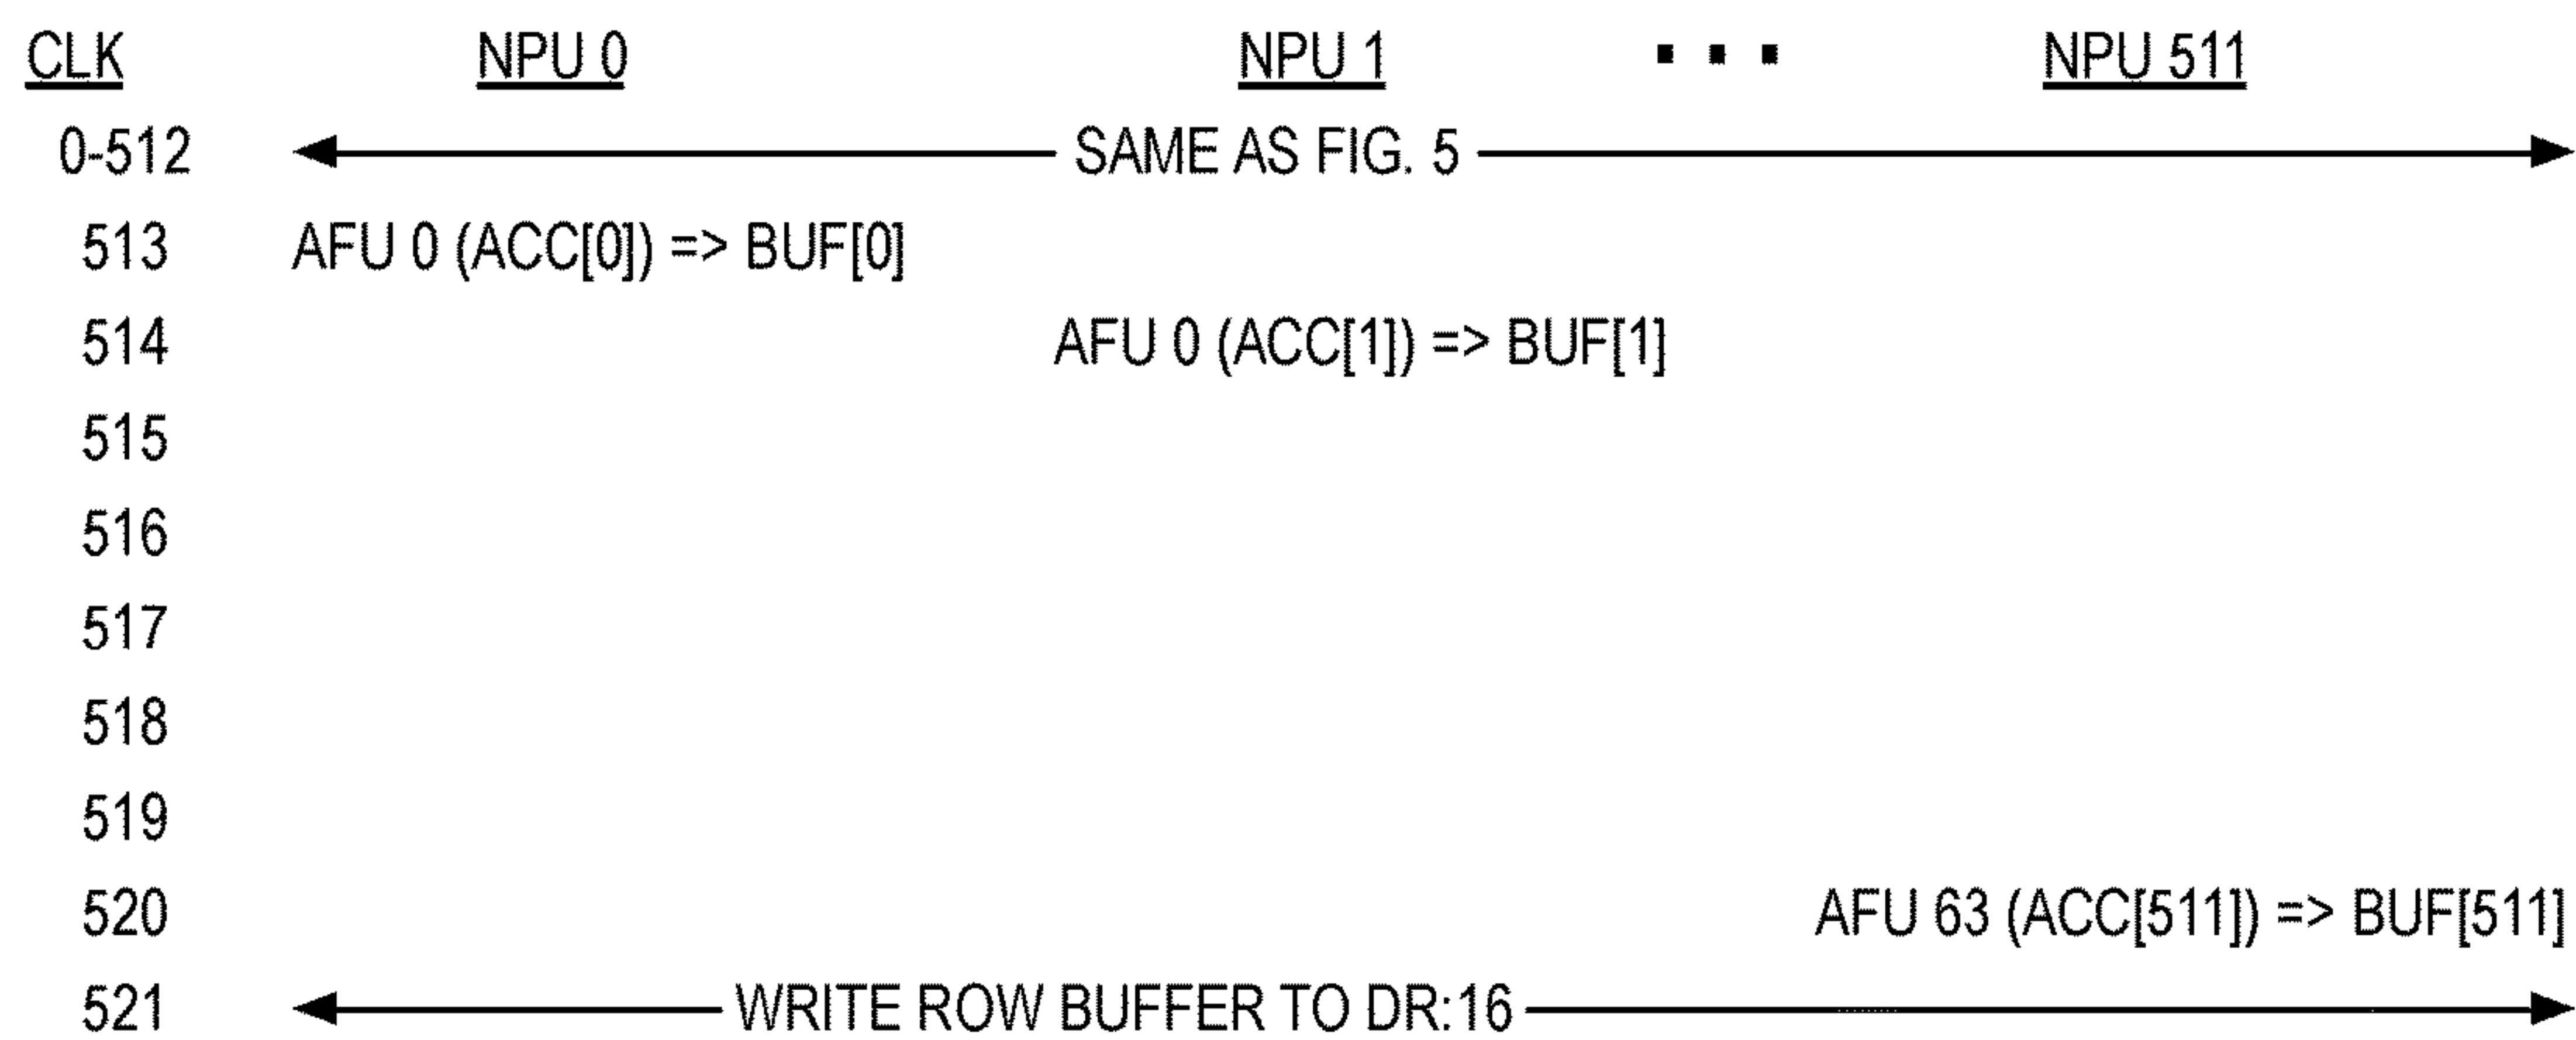 CLK NPU 0 NPU 1 ▪ ▪ ▪ NPU 511
0-512 SAME AS FIG. 5
513 AFU 0 (ACC[0]) => BUF[0]
514 AFU 0 (ACC[1]) => BUF[1]
515
516
517
518
519
520 AFU 63 (ACC[511]) => BUF[511]
521 WRITE ROW BUFFER TO DR:16